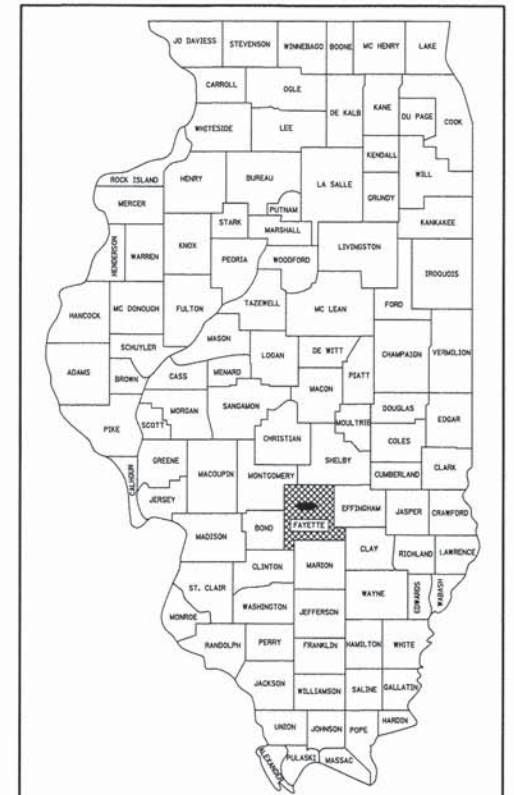 JO DAVIESS STEVENSON WINNEBAGO BOONE MC HENRY LAKE
CARROLL OGLE DE KALB KANE DU PAGE COOK
WHITESIDE LEE
KENDALL WILL
ROCK ISLAND HENRY BUREAU LA SALLE GRUNDY
MERCER PUTNAM
STARK MARSHALL KANKAKEE
HENDERSON WARREN KNOX PEORIA WOODFORD LIVINGSTON IROQUOIS
HANCOCK MC DONOUGH FULTON TAZEWELL MC LEAN FORD
SCHUYLER MASON LOGAN DE WITT CHAMPAIGN VERMILION
ADAMS BROWN CASS MENARD MACON PIATT
PIKE SCOTT MORGAN SANGAMON CHRISTIAN MOULTRIE DOUGLAS EDGAR
COLES
CALHOUN GREENE MACOUPIN MONTGOMERY SHELBY CUMBERLAND CLARK
JERSEY FAYETTE EFFINGHAM JASPER CRAWFORD
MADISON BOND CLAY RICHLAND LAWRENCE
CLINTON MARION
ST. CLAIR WASHINGTON JEFFERSON WAYNE EDWARDS WABASH
MONROE
RANDOLPH PERRY FRANKLIN HAMILTON WHITE
JACKSON WILLIAMSON SALINE GALLATIN
UNION JOHNSON POPE HARDIN
ALEXANDER PULASKI MASSAC